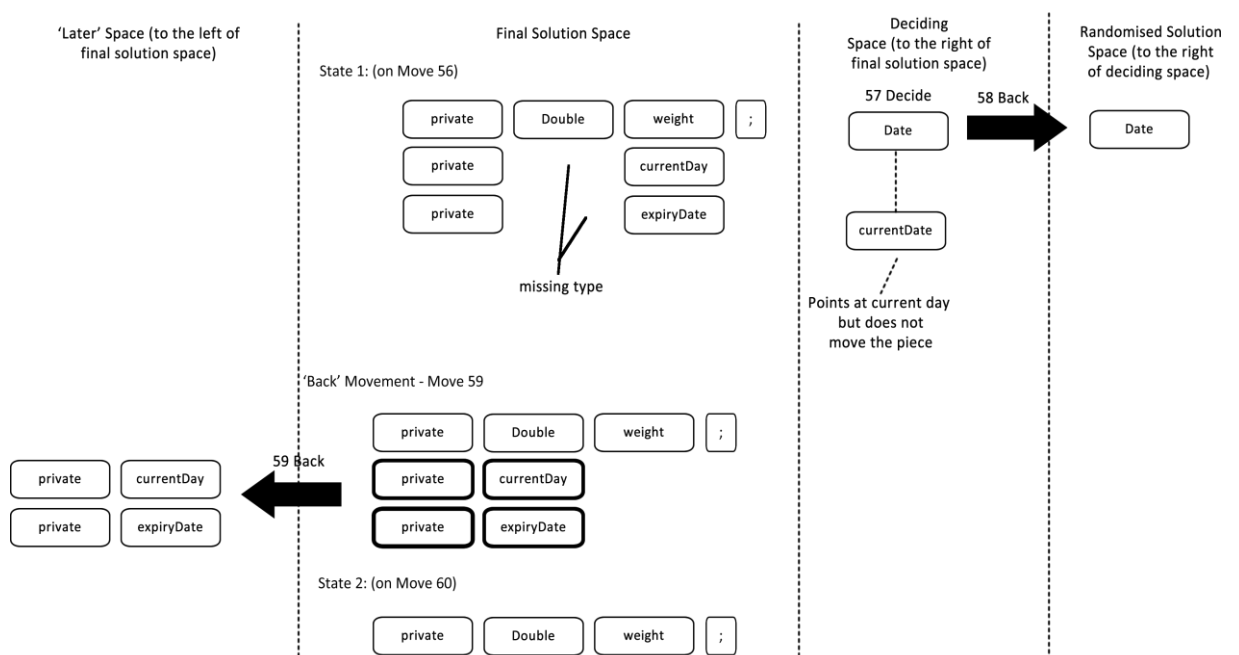 'Later' Space (to the left of
final solution space)
Final Solution Space
Deciding
Space (to the right of
final solution space)
Randomised Solution
Space (to the right
of deciding space)
State 1: (on Move 56)
57 Decide
58 Back
private Double weight ;
Date
Date
private currentDay
private expiryDate
currentDate
missing type
Points at current day
but does not
move the piece
'Back' Movement - Move 59
private Double weight ;
59 Back
private currentDay
private currentDay
private expiryDate
private expiryDate
State 2: (on Move 60)
private Double weight ;